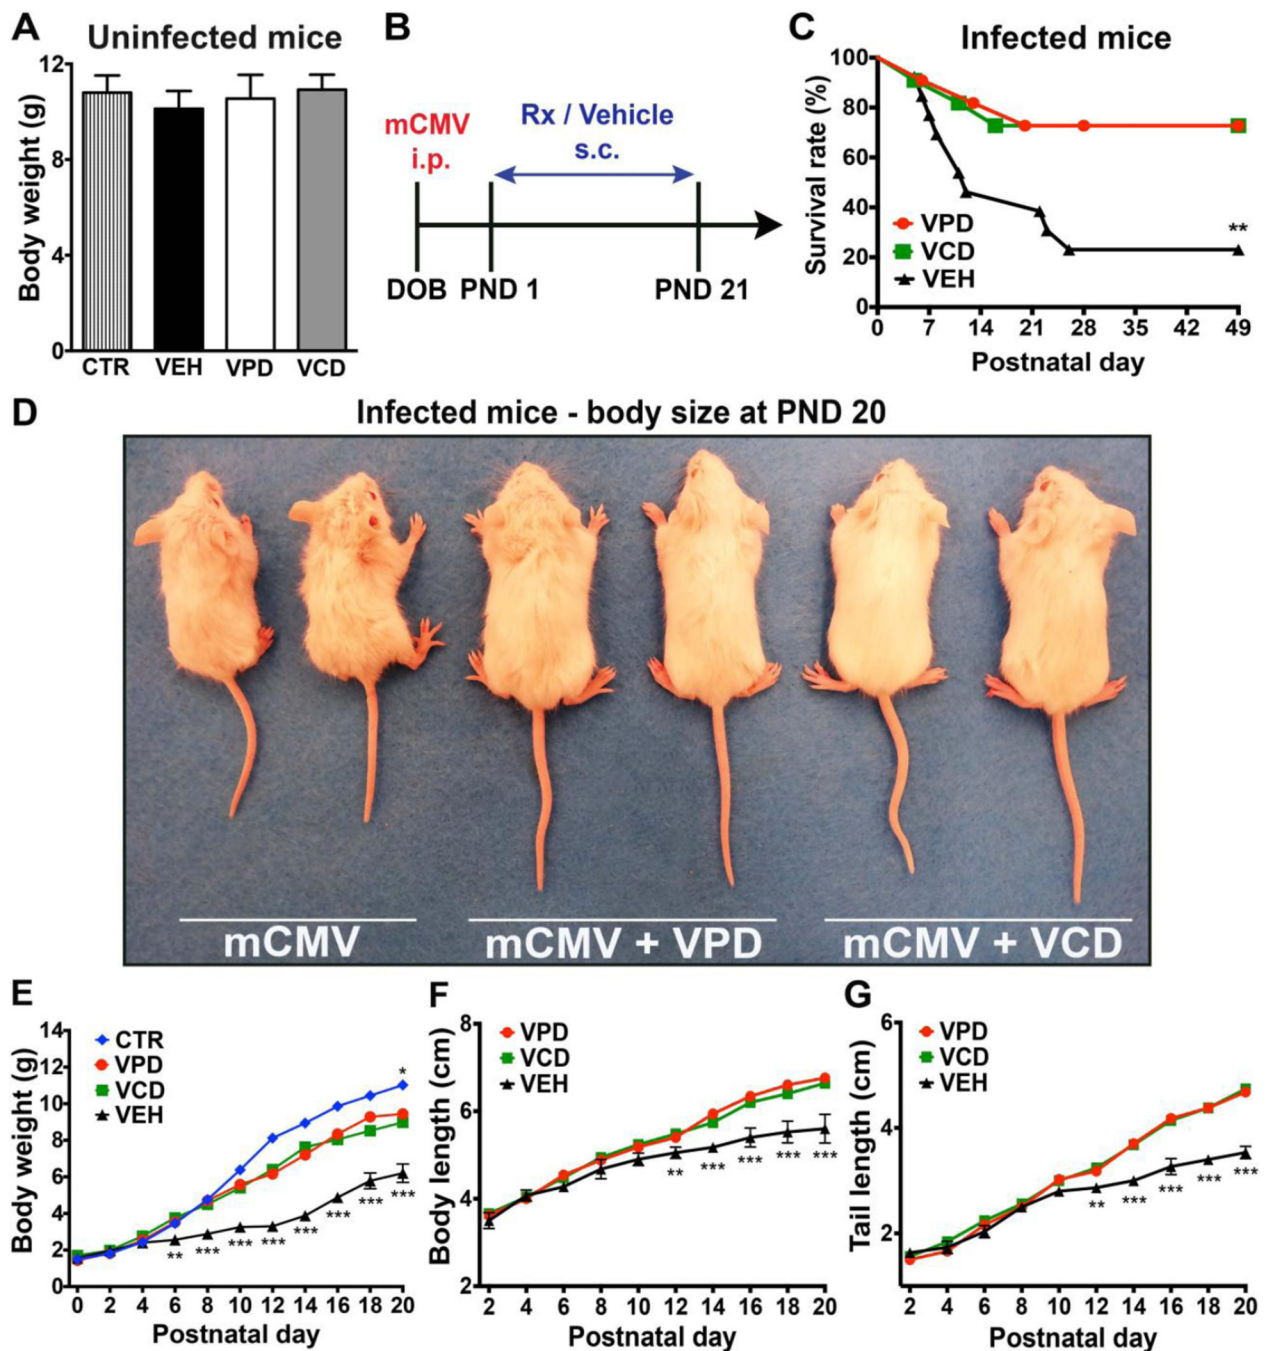 A
Uninfected mice
Body weight (g)
12
8
4
0
CTR VEH VPD VCD
B
mCMV
i.p.
Rx / Vehicle
s.c.
DOB PND 1 PND 21
C
Infected mice
Survival rate (%)
100
80
60
40
20
0
VPD
VCD
VEH
**
0 7 14 21 28 35 42 49
Postnatal day
D
Infected mice - body size at PND 20
mCMV
mCMV + VPD
mCMV + VCD
E
Body weight (g)
14
12
10
8
6
4
2
0
CTR
VPD
VCD
VEH
*
** *** *** *** *** *** *** ***
0 2 4 6 8 10 12 14 16 18 20
Postnatal day
F
Body length (cm)
8
6
4
2
VPD
VCD
VEH
** *** *** *** ***
2 4 6 8 10 12 14 16 18 20
Postnatal day
G
Tail length (cm)
6
4
2
VPD
VCD
VEH
** *** *** *** ***
2 4 6 8 10 12 14 16 18 20
Postnatal day